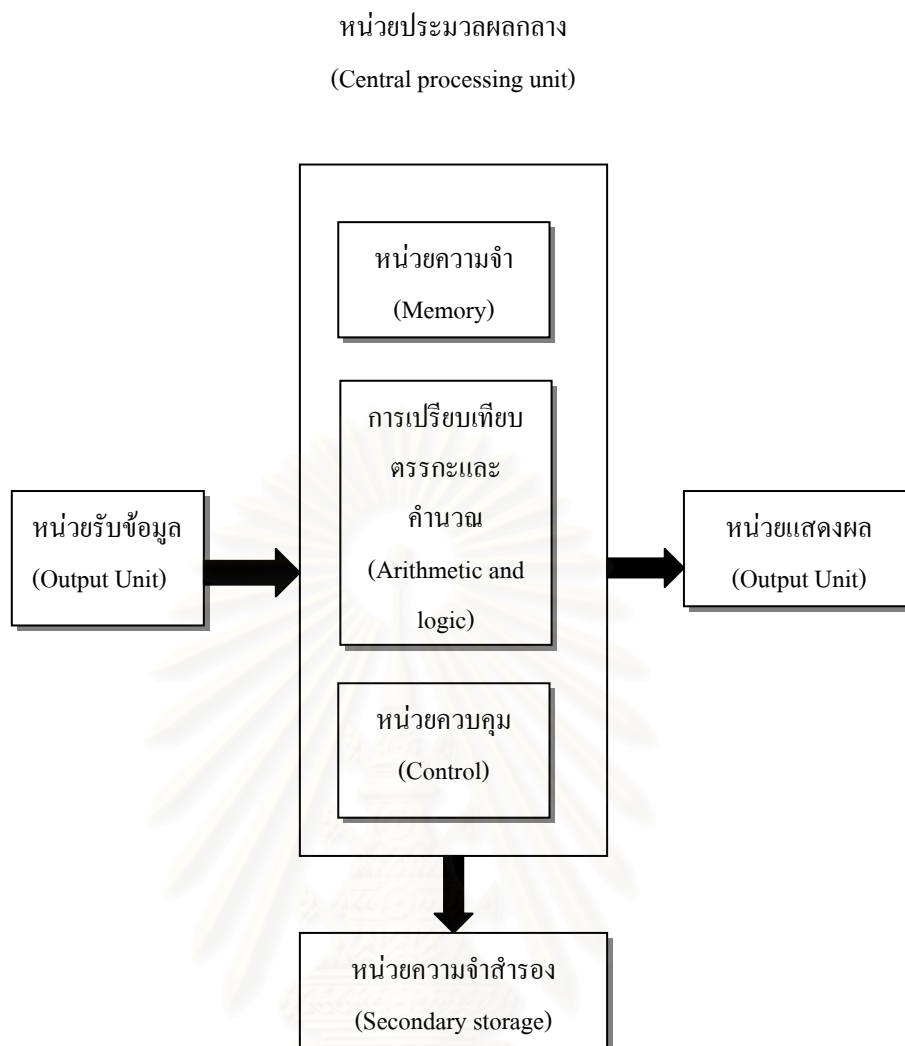 หน่วยประมวลผลกลาง
(Central processing unit)
หน่วยความจำ
(Memory)
การเปรียบเทียบ
ตรรกะและ
คำนวณ
(Arithmetic and
logic)
หน่วยรับข้อมูล
(Output Unit)
หน่วยแสดงผล
(Output Unit)
หน่วยควบคุม
(Control)
หน่วยความจำสำรอง
(Secondary storage)